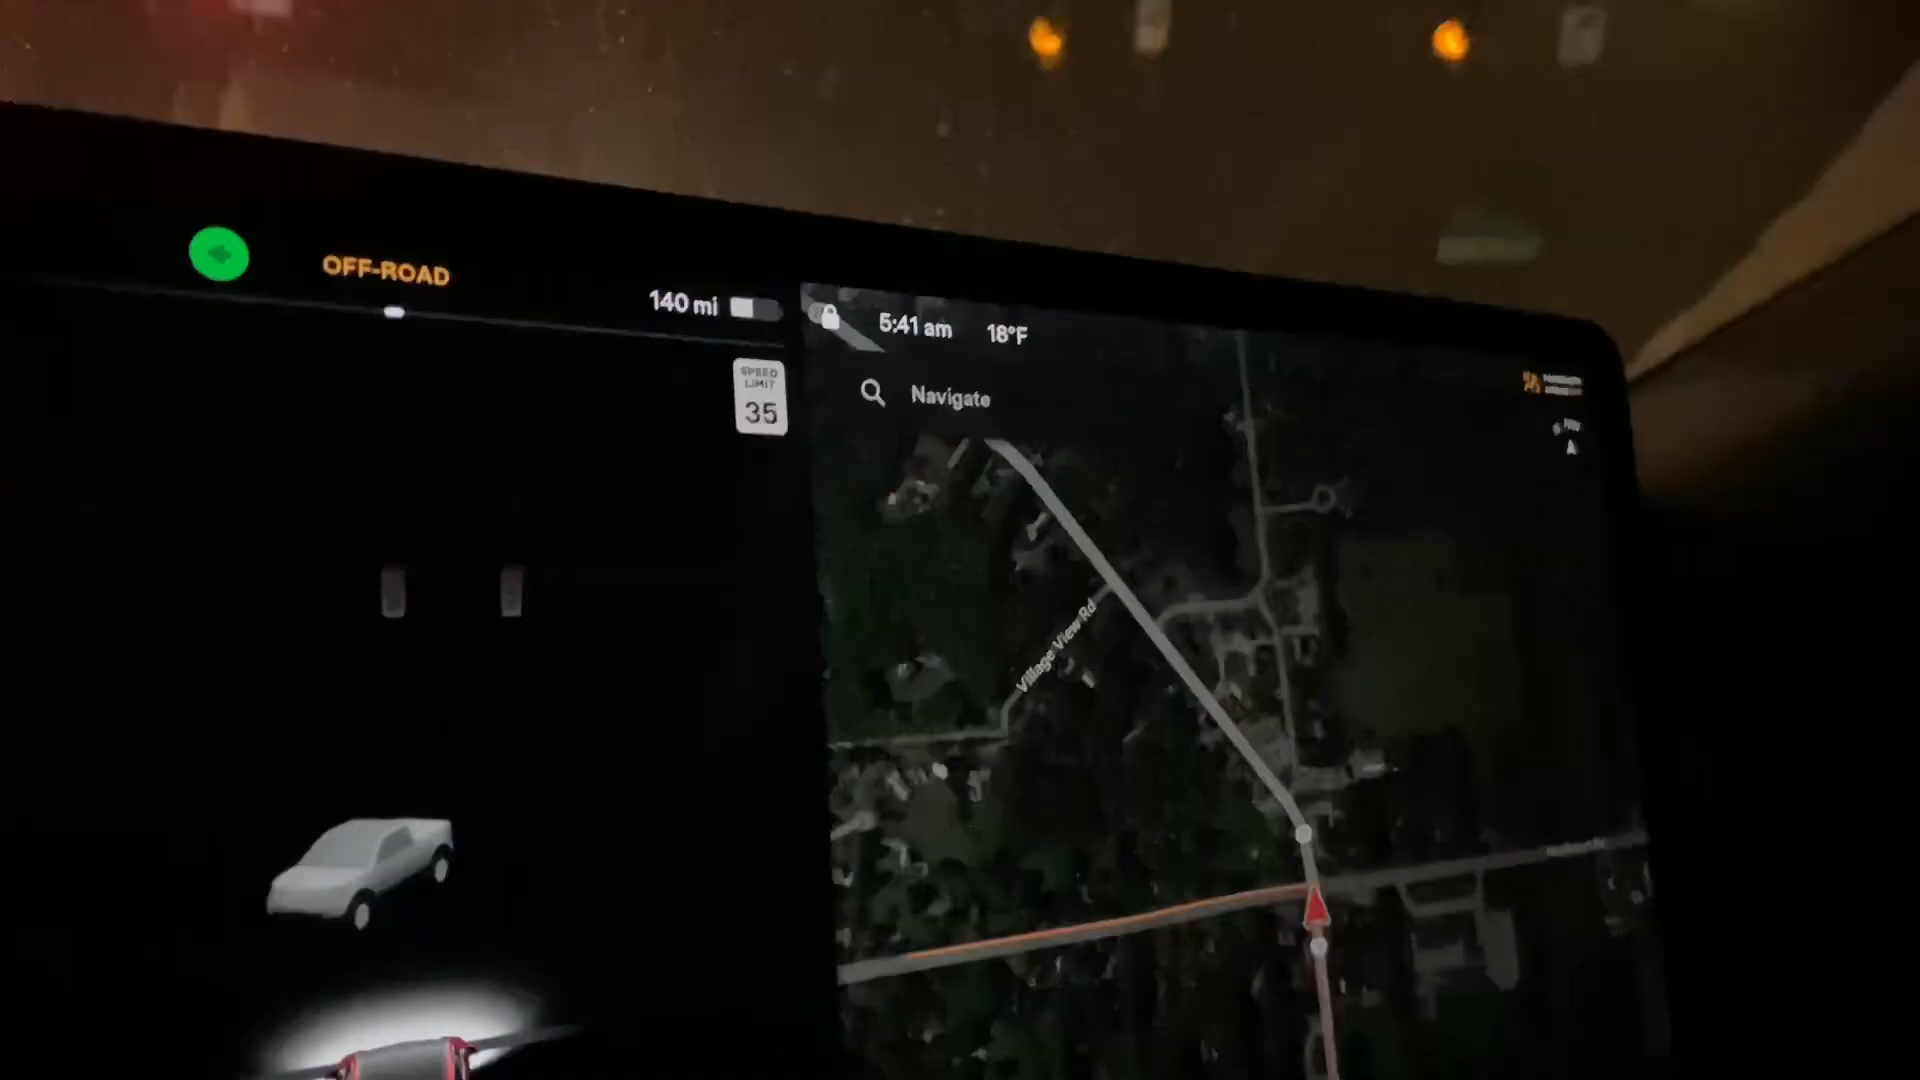 OFF-ROAD
140 mi
5:41 am 18°F
SPEED
LIMIT
35
Navigate
Village View Rd